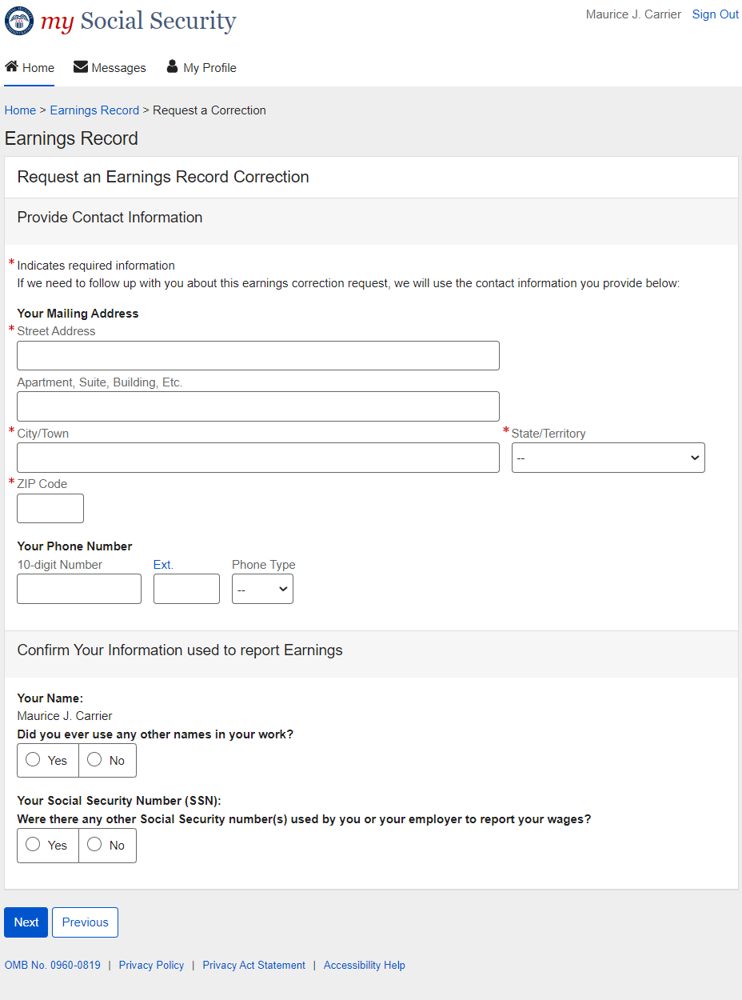 my Social Security
Maurice J. Carrier Sign Out
Home Messages My Profile
Home > Earnings Record > Request a Correction
Earnings Record
Request an Earnings Record Correction
Provide Contact Information
* Indicates required information
If we need to follow up with you about this earnings correction request, we will use the contact information you provide below:
Your Mailing Address
* Street Address
Apartment, Suite, Building, Etc.
* City/Town * State/Territory
--
* ZIP Code
Your Phone Number
10-digit Number Ext. Phone Type
--
Confirm Your Information used to report Earnings
Your Name:
Maurice J. Carrier
Did you ever use any other names in your work?
Yes No
Your Social Security Number (SSN):
Were there any other Social Security number(s) used by you or your employer to report your wages?
Yes No
Next Previous
OMB No. 0960-0819 | Privacy Policy | Privacy Act Statement | Accessibility Help